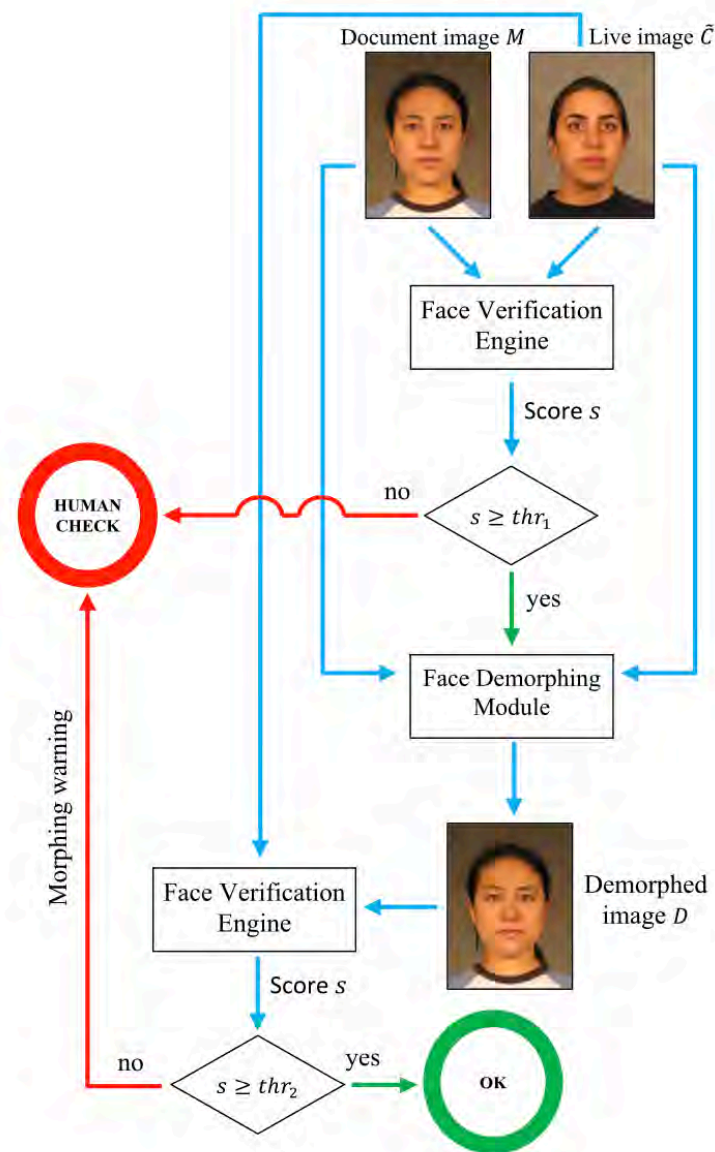 Document image M
Live image C̃
Face Verification
Engine
Score s
no
HUMAN
CHECK
s ≥ thr₁
yes
Face Demorphing
Module
Morphing warning
Face Verification
Engine
Demorphed
image D
Score s
no
s ≥ thr₂
yes
OK